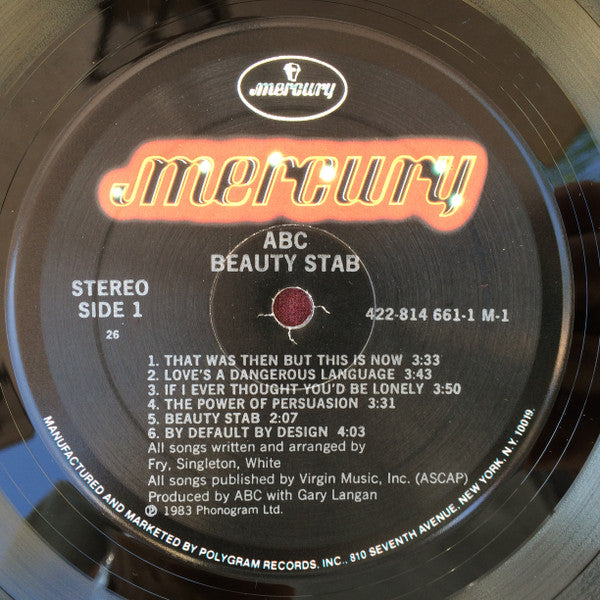 mercury
mercury
ABC
BEAUTY STAB
STEREO
SIDE 1
422-814 661-1 M-1
26
1. THAT WAS THEN BUT THIS IS NOW 3:33
2. LOVE'S A DANGEROUS LANGUAGE 3:43
3. IF I EVER THOUGHT YOU'D BE LONELY 3:50
4. THE POWER OF PERSUASION 3:31
5. BEAUTY STAB 2:07
6. BY DEFAULT BY DESIGN 4:03
All songs written and arranged by
Fry, Singleton, White
All songs published by Virgin Music, Inc. (ASCAP)
Produced by ABC with Gary Langan
℗ 1983 Phonogram Ltd.
MANUFACTURED AND MARKETED BY POLYGRAM RECORDS, INC., 810 SEVENTH AVENUE, NEW YORK, N.Y. 10019.